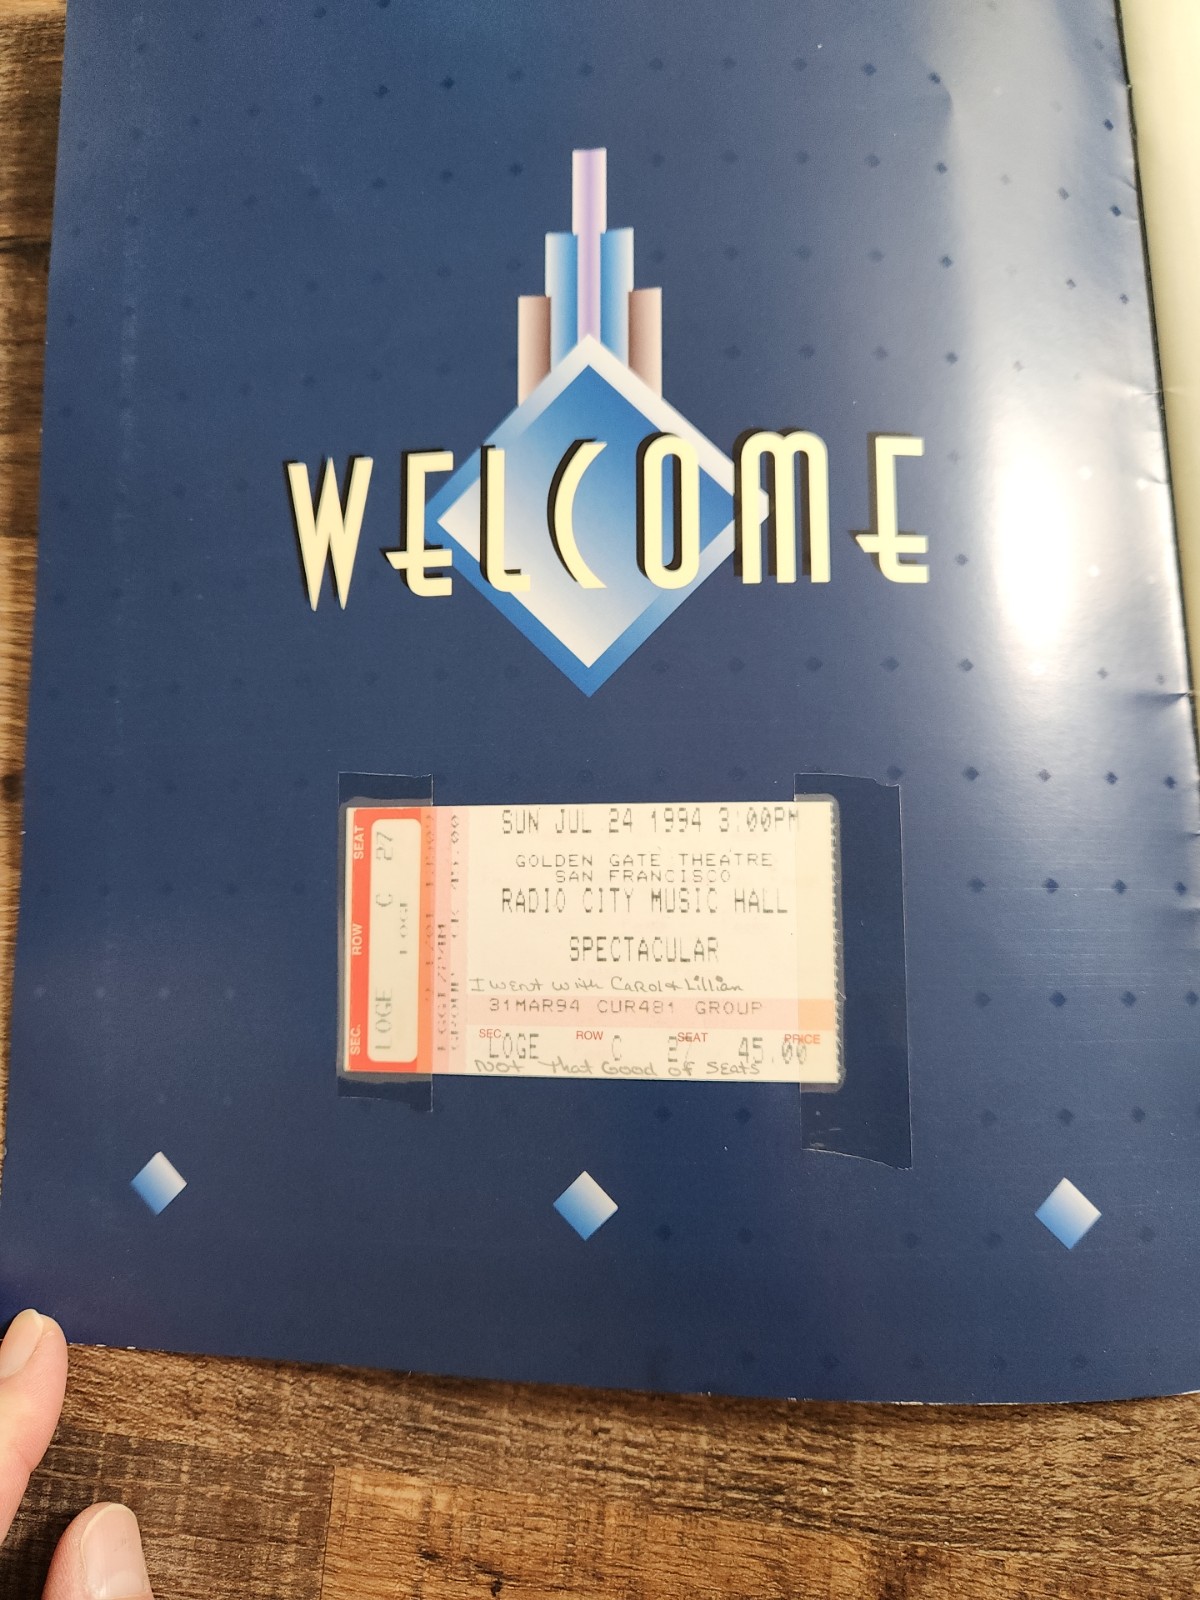 WELCOME
SUN JUL 24 1994 3:00PM
GOLDEN GATE THEATRE
SAN FRANCISCO
RADIO CITY MUSIC HALL
SPECTACULAR
I went with Carol & Lillian
31MAR94 CUR481 GROUP
SEC. ROW SEAT PRICE
LOGE C 27 45.00
Not That Good of Seats
SEC. ROW SEAT
LOGE C 27
LOGE